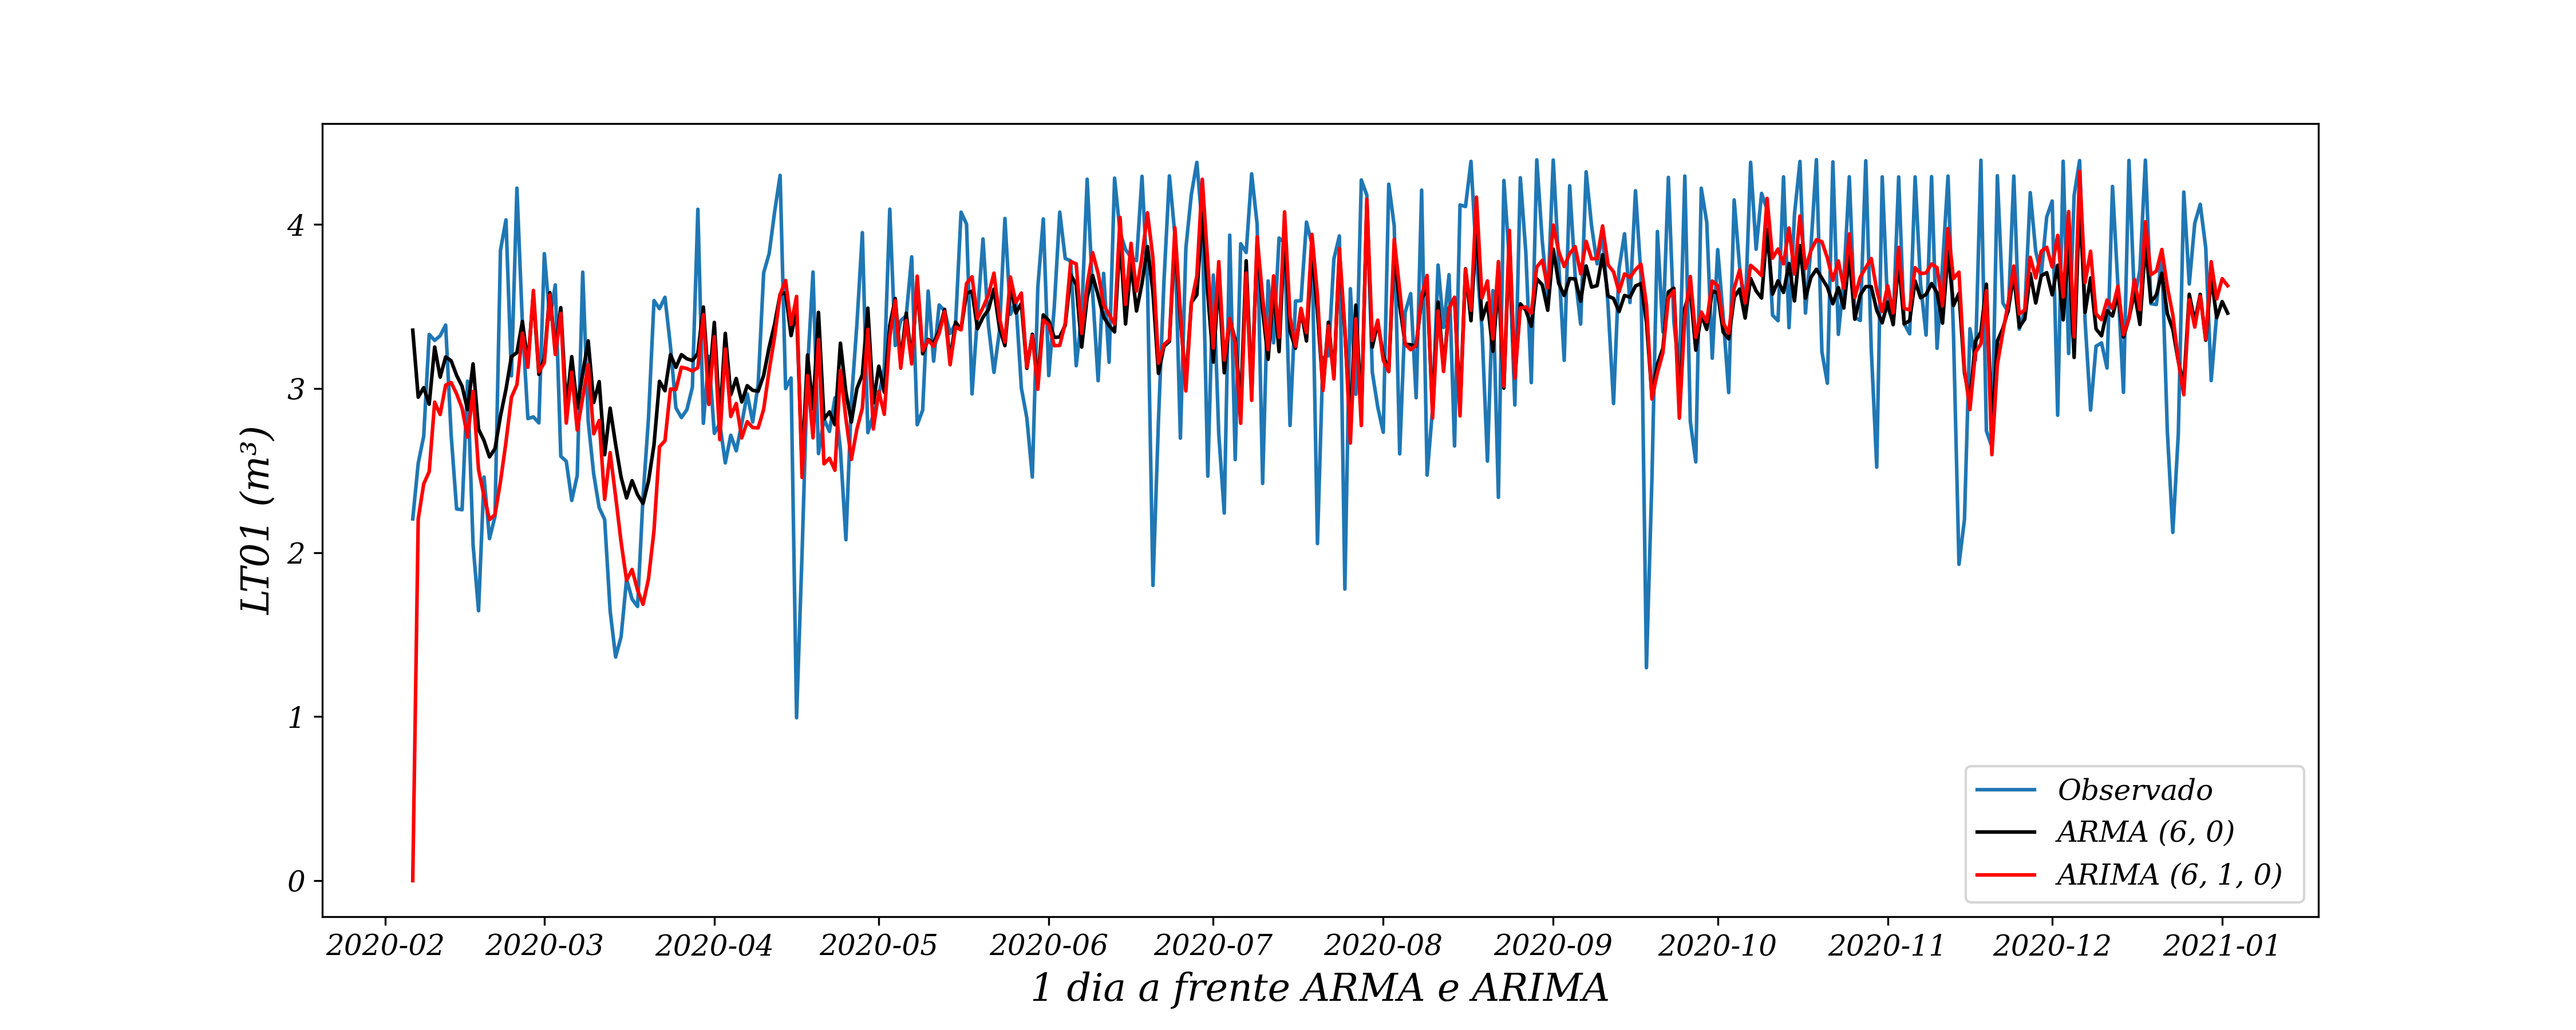 LT01 (m³)
4
3
2
1
0
Observado
ARMA (6, 0)
ARIMA (6, 1, 0)
2020-02 2020-03 2020-04 2020-05 2020-06 2020-07 2020-08 2020-09 2020-10 2020-11 2020-12 2021-01
1 dia a frente ARMA e ARIMA